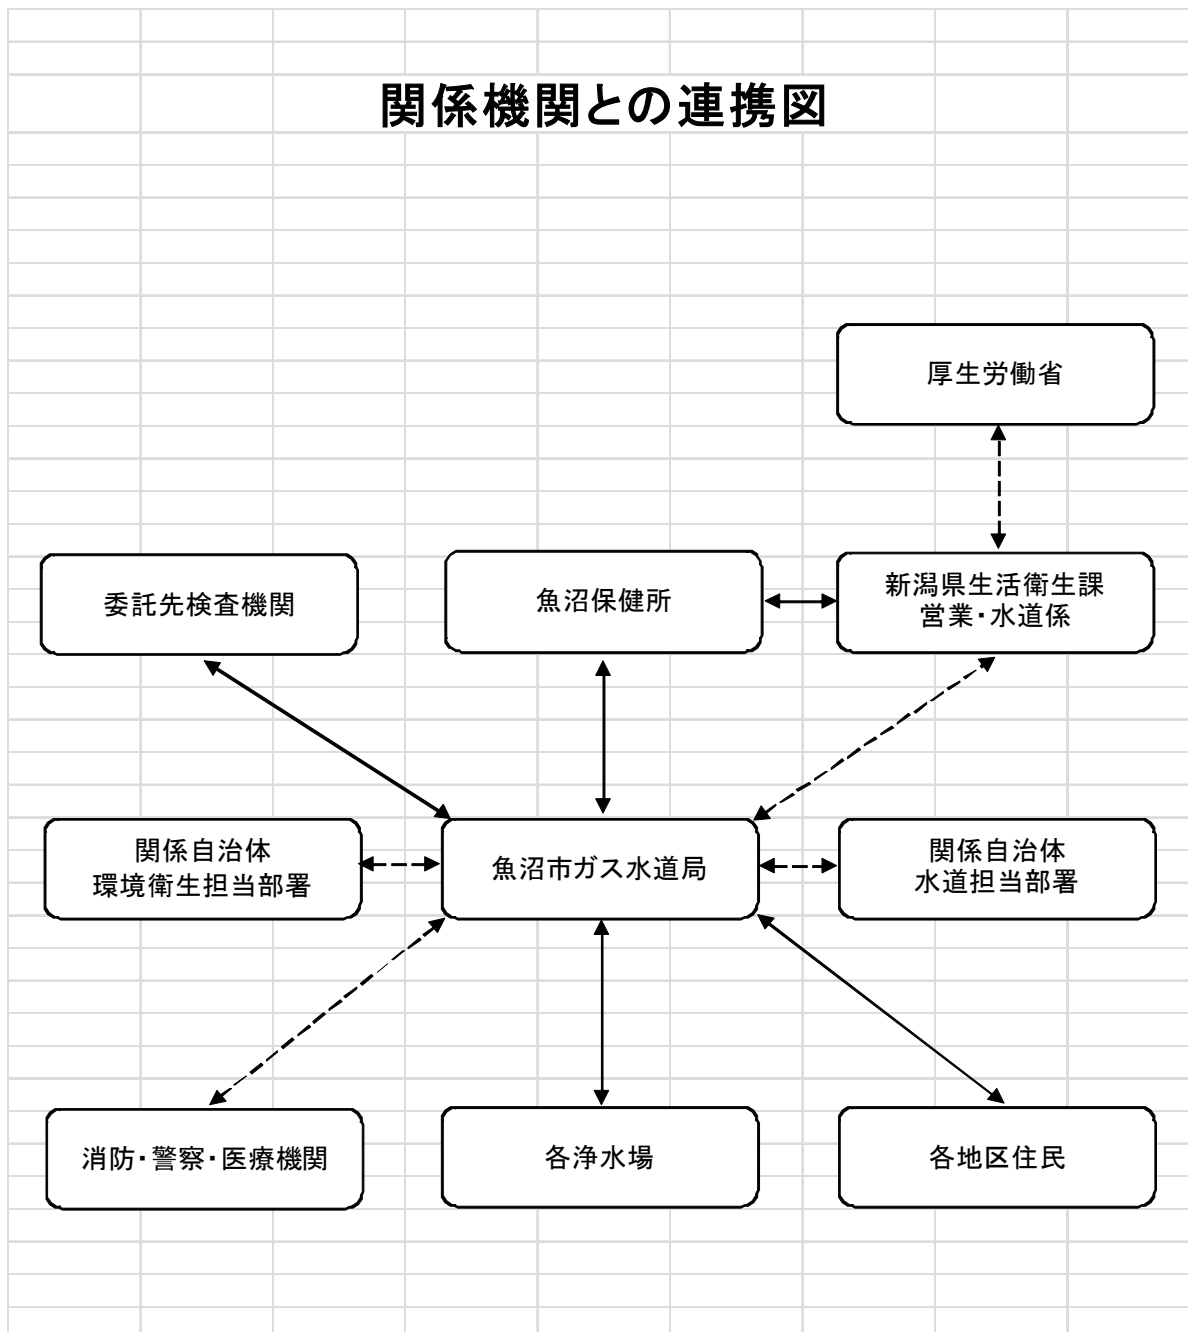 関係機関との連携図
厚生労働省
委託先検査機関
魚沼保健所
新潟県生活衛生課
営業・水道係
関係自治体
環境衛生担当部署
魚沼市ガス水道局
関係自治体
水道担当部署
消防・警察・医療機関
各浄水場
各地区住民